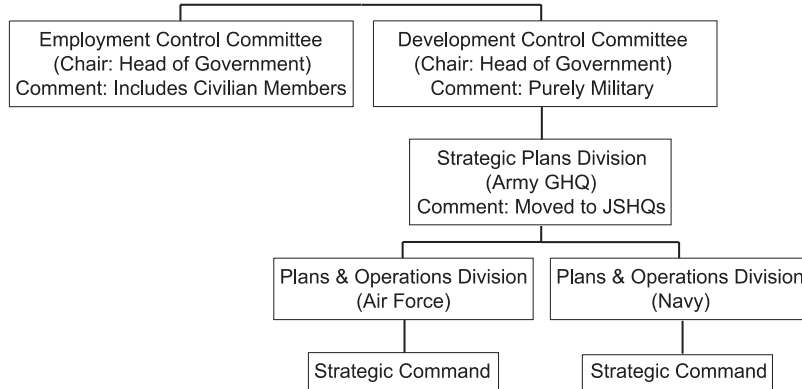 Employment Control Committee
(Chair: Head of Government)
Comment: Includes Civilian Members
Development Control Committee
(Chair: Head of Government)
Comment: Purely Military
Strategic Plans Division
(Army GHQ)
Comment: Moved to JSHQs
Plans & Operations Division
(Air Force)
Plans & Operations Division
(Navy)
Strategic Command
Strategic Command